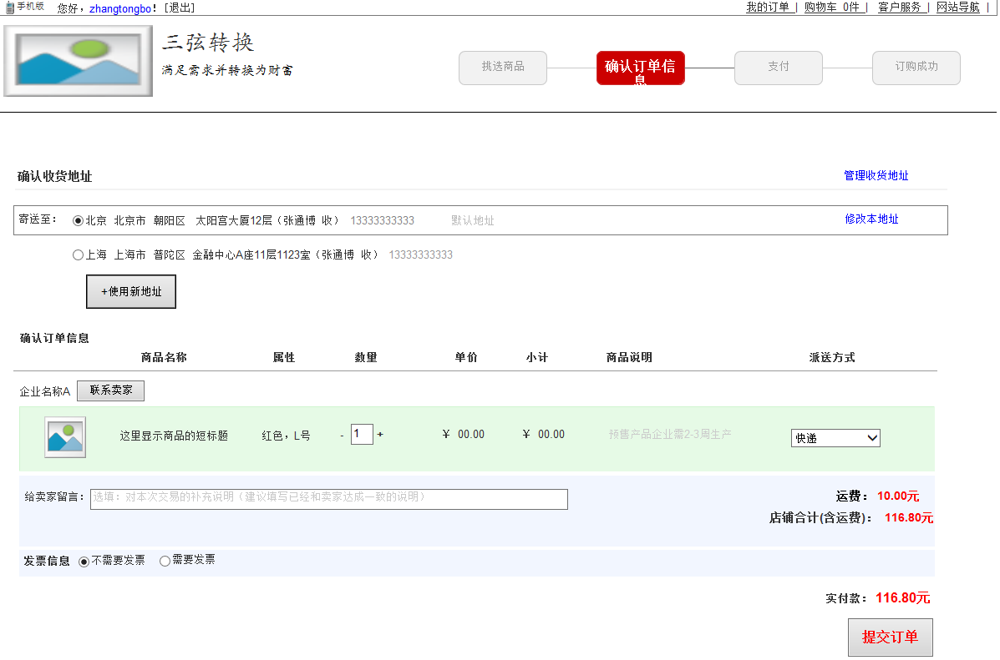 手机版 您好，zhangtongbo！[退出] 我的订单 | 购物车 0件 | 客户服务 | 网站导航 |
三弦转换
满足需求并转换为财富
挑选商品 确认订单信息 支付 订购成功
确认收货地址 管理收货地址
寄送至： 北京 北京市 朝阳区 太阳宫大厦12层（张通博 收） 13333333333 默认地址 修改本地址
上海 上海市 普陀区 金融中心A座11层1123室（张通博 收） 13333333333
+使用新地址
确认订单信息
商品名称 属性 数量 单价 小计 商品说明 派送方式
企业名称A 联系卖家
这里显示商品的短标题 红色，L号 - 1 + ￥ 00.00 ￥ 00.00 预售产品企业需2-3周生产 快递
给卖家留言： 选填：对本次交易的补充说明（建议填写已经和卖家达成一致的说明） 运费： 10.00元
店铺合计(含运费)： 116.80元
发票信息 不需要发票 需要发票
实付款： 116.80元
提交订单